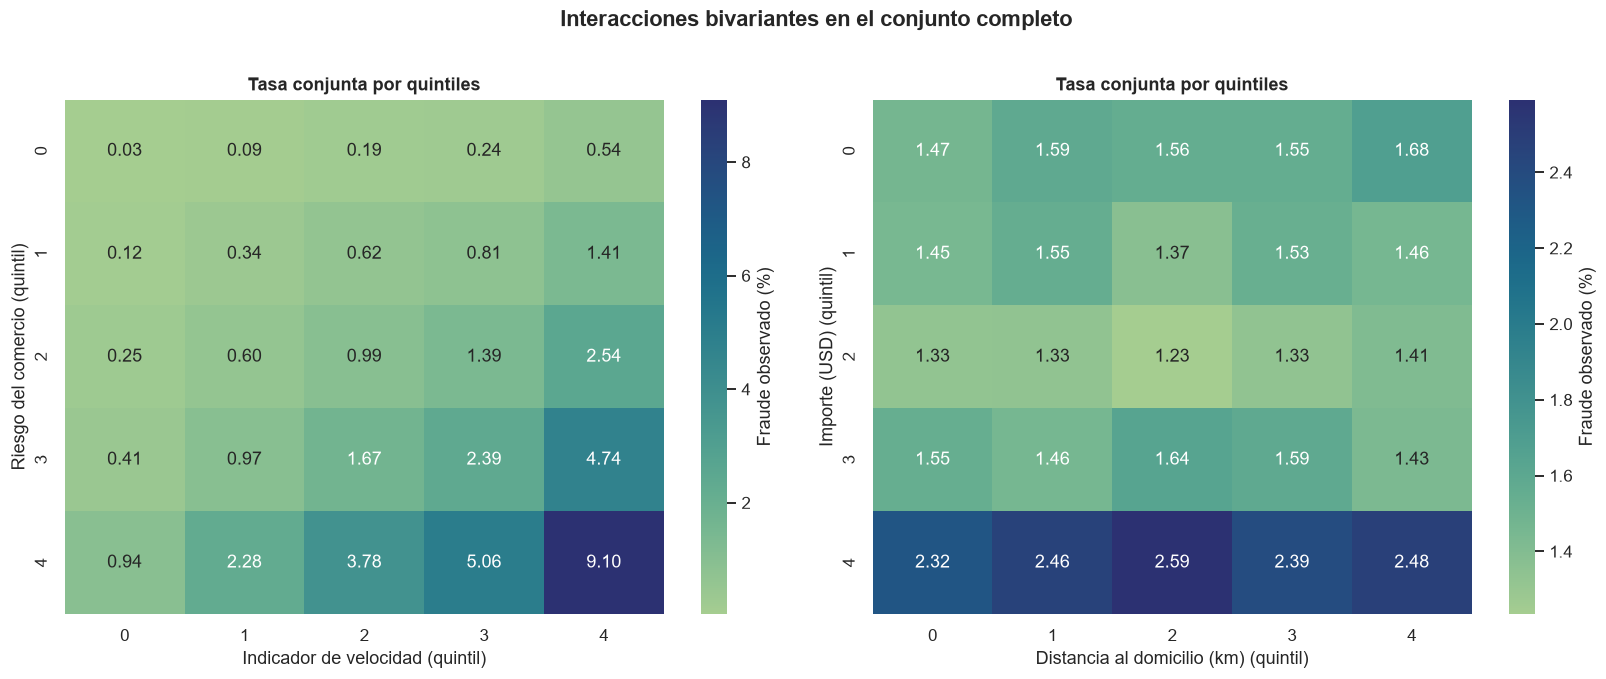 Interacciones bivariantes en el conjunto completo
Tasa conjunta por quintiles
Riesgo del comercio (quintil)
0
1
2
3
4
0.03 0.09 0.19 0.24 0.54
0.12 0.34 0.62 0.81 1.41
0.25 0.60 0.99 1.39 2.54
0.41 0.97 1.67 2.39 4.74
0.94 2.28 3.78 5.06 9.10
0 1 2 3 4
Indicador de velocidad (quintil)
8
6
4
2
Fraude observado (%)
Tasa conjunta por quintiles
Importe (USD) (quintil)
0
1
2
3
4
1.47 1.59 1.56 1.55 1.68
1.45 1.55 1.37 1.53 1.46
1.33 1.33 1.23 1.33 1.41
1.55 1.46 1.64 1.59 1.43
2.32 2.46 2.59 2.39 2.48
0 1 2 3 4
Distancia al domicilio (km) (quintil)
2.4
2.2
2.0
1.8
1.6
1.4
Fraude observado (%)